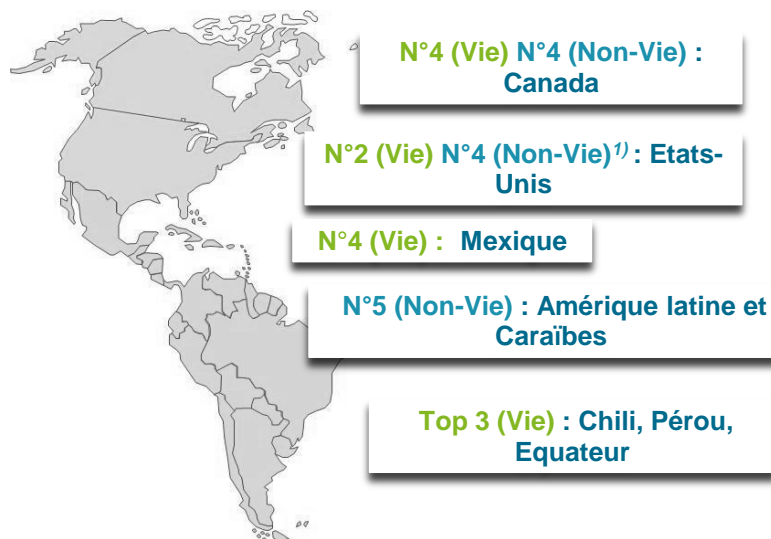 N°4 (Vie) N°4 (Non-Vie) :
Canada
N°2 (Vie) N°4 (Non-Vie)1) : Etats-
Unis
N°4 (Vie) : Mexique
N°5 (Non-Vie) : Amérique latine et
Caraïbes
Top 3 (Vie) : Chili, Pérou,
Equateur